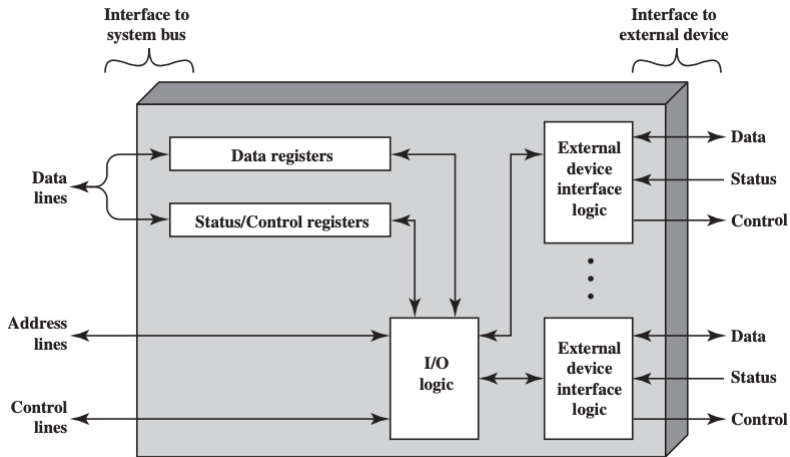 Interface to
system bus
Interface to
external device
Data registers
External
device
interface
logic
Data
Status
Control
Data
lines
Status/Control registers
Address
lines
I/O
logic
External
device
interface
logic
Data
Status
Control
Control
lines